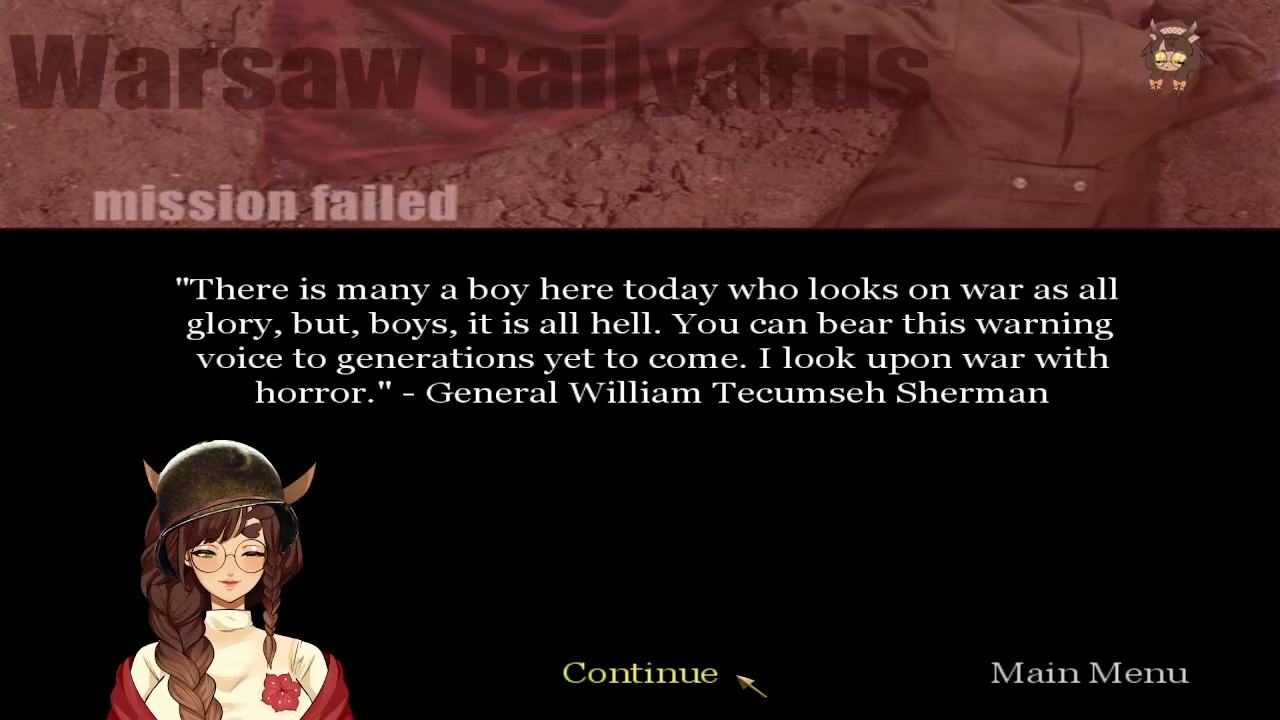 Warsaw Railyards
mission failed
"There is many a boy here today who looks on war as all
glory, but, boys, it is all hell. You can bear this warning
voice to generations yet to come. I look upon war with
horror." - General William Tecumseh Sherman
Continue
Main Menu